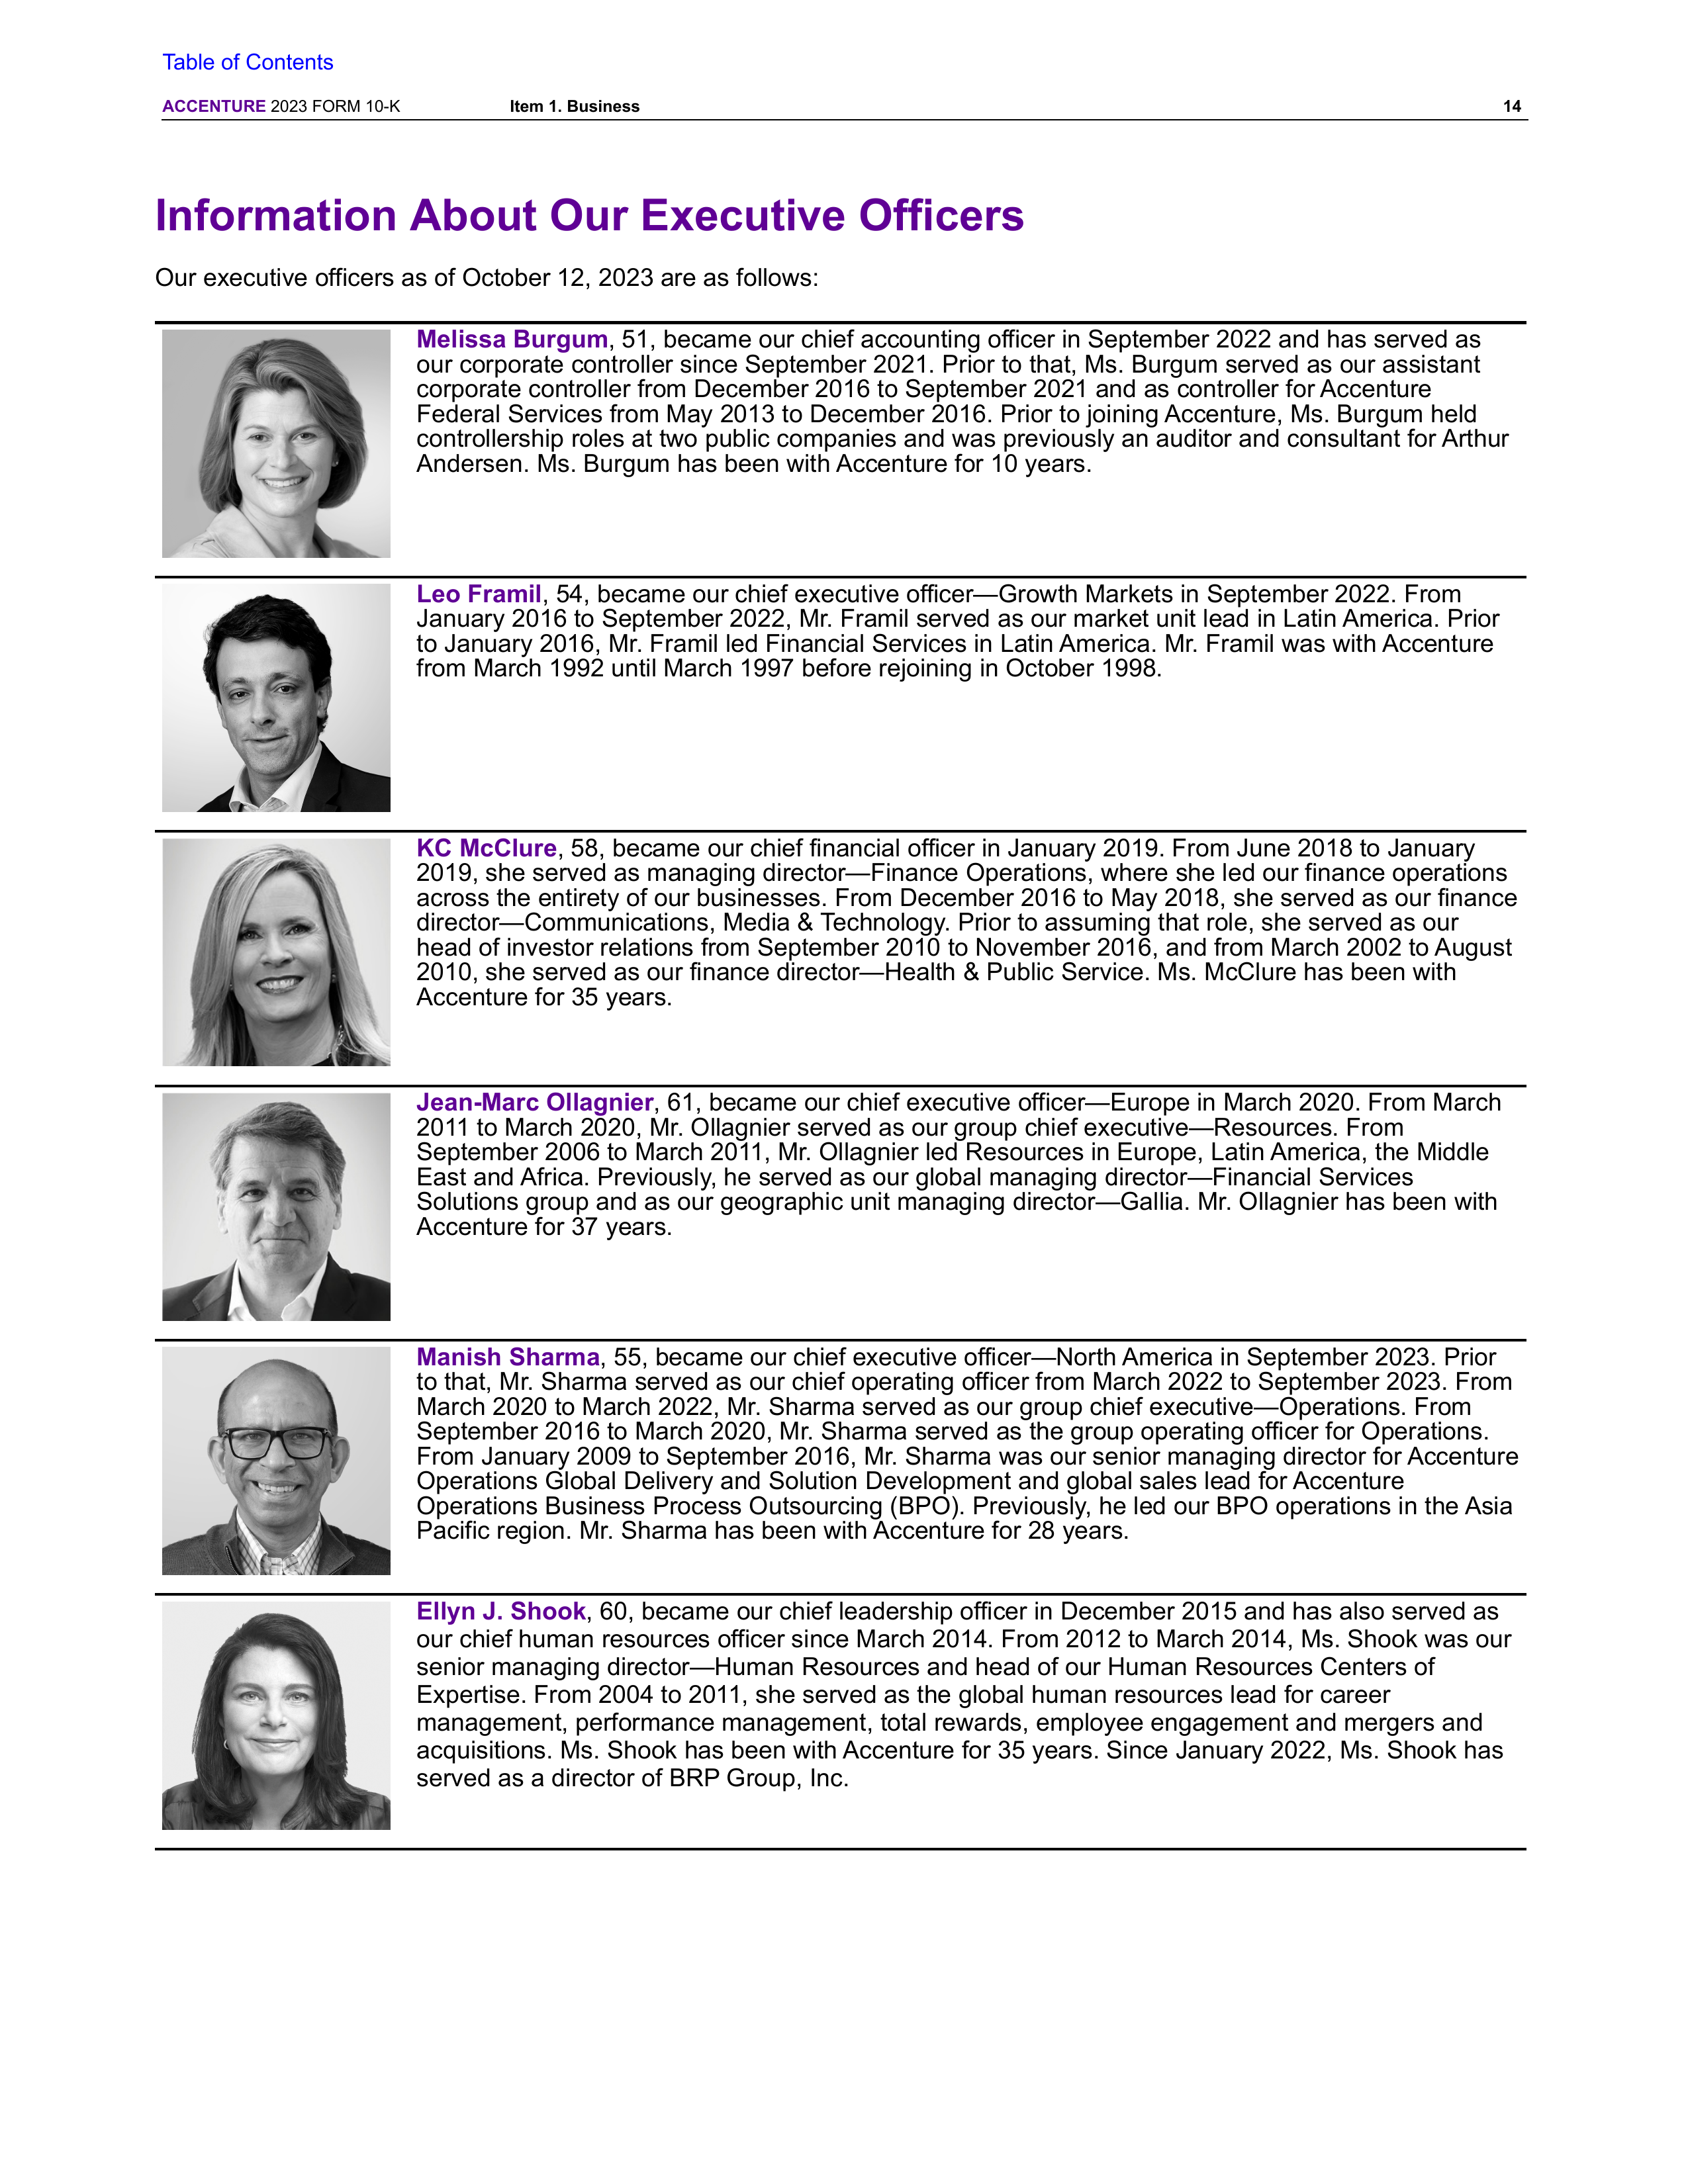 Table of Contents
ACCENTURE 2023 FORM 10-K Item 1. Business 14
Information About Our Executive Officers
Our executive officers as of October 12, 2023 are as follows:
Melissa Burgum, 51, became our chief accounting officer in September 2022 and has served as
our corporate controller since September 2021. Prior to that, Ms. Burgum served as our assistant
corporate controller from December 2016 to September 2021 and as controller for Accenture
Federal Services from May 2013 to December 2016. Prior to joining Accenture, Ms. Burgum held
controllership roles at two public companies and was previously an auditor and consultant for Arthur
Andersen. Ms. Burgum has been with Accenture for 10 years.
Leo Framil, 54, became our chief executive officer—Growth Markets in September 2022. From
January 2016 to September 2022, Mr. Framil served as our market unit lead in Latin America. Prior
to January 2016, Mr. Framil led Financial Services in Latin America. Mr. Framil was with Accenture
from March 1992 until March 1997 before rejoining in October 1998.
KC McClure, 58, became our chief financial officer in January 2019. From June 2018 to January
2019, she served as managing director—Finance Operations, where she led our finance operations
across the entirety of our businesses. From December 2016 to May 2018, she served as our finance
director—Communications, Media & Technology. Prior to assuming that role, she served as our
head of investor relations from September 2010 to November 2016, and from March 2002 to August
2010, she served as our finance director—Health & Public Service. Ms. McClure has been with
Accenture for 35 years.
Jean-Marc Ollagnier, 61, became our chief executive officer—Europe in March 2020. From March
2011 to March 2020, Mr. Ollagnier served as our group chief executive—Resources. From
September 2006 to March 2011, Mr. Ollagnier led Resources in Europe, Latin America, the Middle
East and Africa. Previously, he served as our global managing director—Financial Services
Solutions group and as our geographic unit managing director—Gallia. Mr. Ollagnier has been with
Accenture for 37 years.
Manish Sharma, 55, became our chief executive officer—North America in September 2023. Prior
to that, Mr. Sharma served as our chief operating officer from March 2022 to September 2023. From
March 2020 to March 2022, Mr. Sharma served as our group chief executive—Operations. From
September 2016 to March 2020, Mr. Sharma served as the group operating officer for Operations.
From January 2009 to September 2016, Mr. Sharma was our senior managing director for Accenture
Operations Global Delivery and Solution Development and global sales lead for Accenture
Operations Business Process Outsourcing (BPO). Previously, he led our BPO operations in the Asia
Pacific region. Mr. Sharma has been with Accenture for 28 years.
Ellyn J. Shook, 60, became our chief leadership officer in December 2015 and has also served as
our chief human resources officer since March 2014. From 2012 to March 2014, Ms. Shook was our
senior managing director—Human Resources and head of our Human Resources Centers of
Expertise. From 2004 to 2011, she served as the global human resources lead for career
management, performance management, total rewards, employee engagement and mergers and
acquisitions. Ms. Shook has been with Accenture for 35 years. Since January 2022, Ms. Shook has
served as a director of BRP Group, Inc.